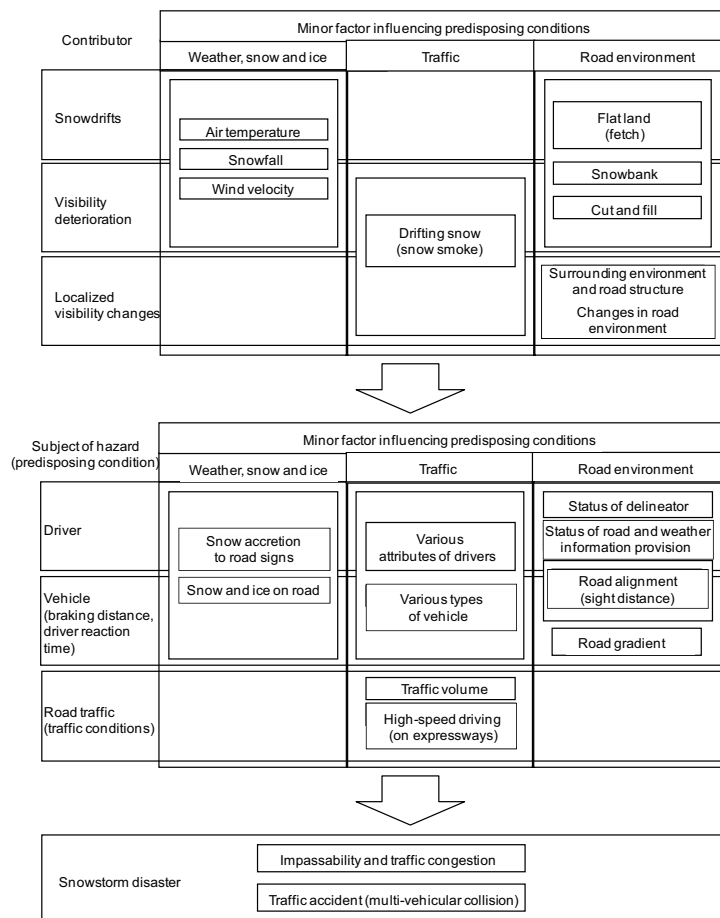 Contributor
Minor factor influencing predisposing conditions
Weather, snow and ice
Traffic
Road environment
Snowdrifts
Air temperature
Snowfall
Wind velocity
Flat land
(fetch)
Snowbank
Cut and fill
Visibility
deterioration
Drifting snow
(snow smoke)
Localized
visibility changes
Surrounding environment
and road structure
Changes in road
environment
Subject of hazard
(predisposing condition)
Minor factor influencing predisposing conditions
Weather, snow and ice
Traffic
Road environment
Driver
Snow accretion
to road signs
Snow and ice on road
Various
attributes of drivers
Various types
of vehicle
Status of delineator
Status of road and weather
information provision
Road alignment
(sight distance)
Road gradient
Vehicle
(braking distance,
driver reaction
time)
Road traffic
(traffic conditions)
Traffic volume
High-speed driving
(on expressways)
Snowstorm disaster
Impassability and traffic congestion
Traffic accident (multi-vehicular collision)